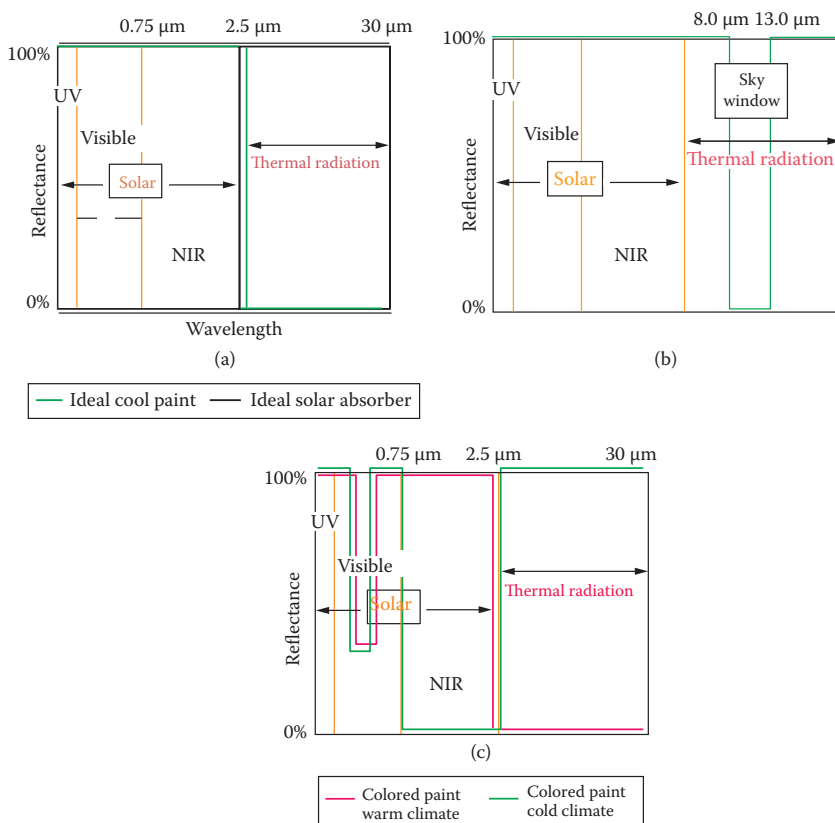 0.75 µm 2.5 µm 30 µm
100%
UV
Visible
Solar
Thermal radiation
NIR
Reflectance
0%
Wavelength
(a)
8.0 µm 13.0 µm
100%
UV
Sky
window
Visible
Thermal radiation
Solar
NIR
Reflectance
0%
(b)
Ideal cool paint Ideal solar absorber
0.75 µm 2.5 µm 30 µm
100%
UV
Visible
Solar
Thermal radiation
NIR
Reflectance
0%
(c)
Colored paint
warm climate
Colored paint
cold climate